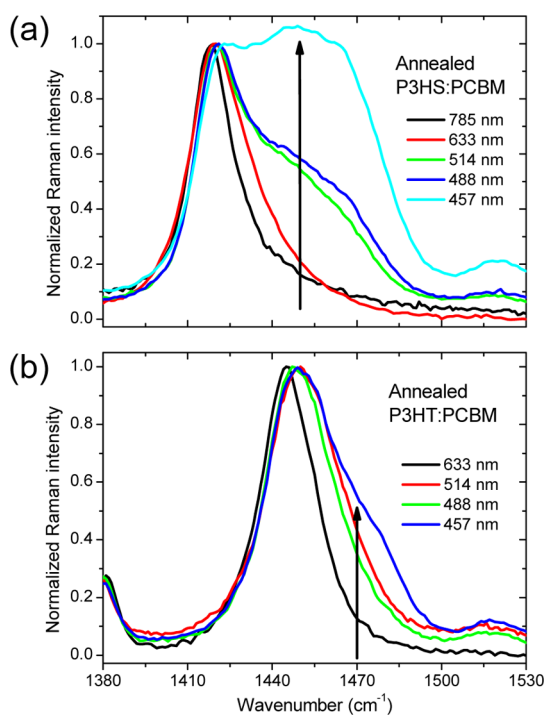 (a)
Normalized Raman intensity
1.0
0.8
0.6
0.4
0.2
0.0
Annealed
P3HS:PCBM
785 nm
633 nm
514 nm
488 nm
457 nm
(b)
Normalized Raman intensity
1.0
0.8
0.6
0.4
0.2
0.0
Annealed
P3HT:PCBM
633 nm
514 nm
488 nm
457 nm
1380 1410 1440 1470 1500 1530
Wavenumber (cm⁻¹)